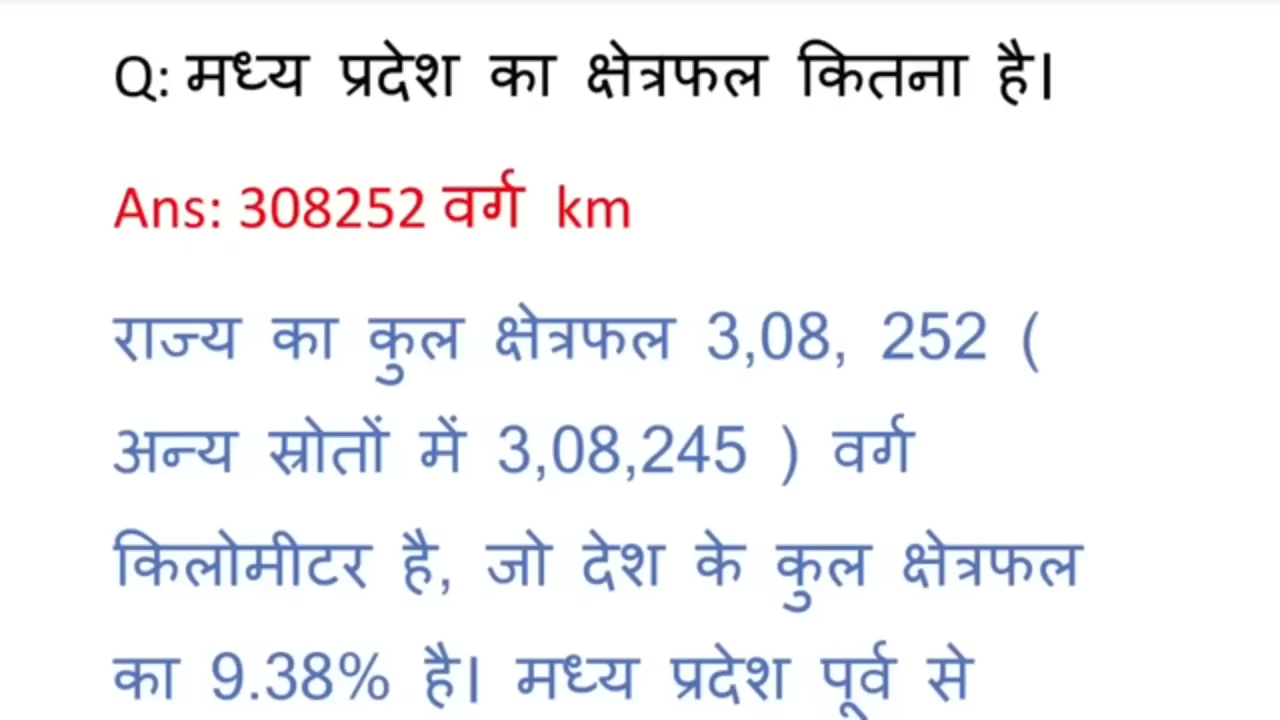 Q: मध्य प्रदेश का क्षेत्रफल कितना है।
Ans: 308252 वर्ग km
राज्य का कुल क्षेत्रफल 3,08, 252 (
अन्य स्रोतों में 3,08,245 ) वर्ग
किलोमीटर है, जो देश के कुल क्षेत्रफल
का 9.38% है। मध्य प्रदेश पूर्व से